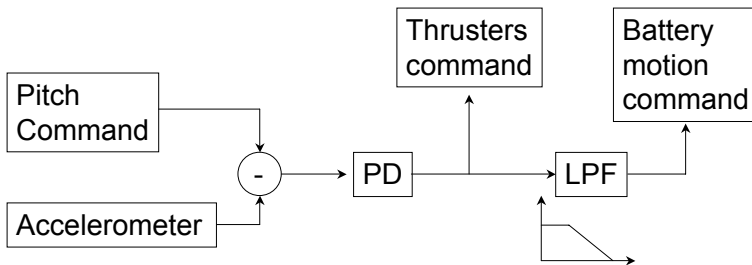 Thrusters
command
Battery
motion
command
Pitch
Command
-
PD
LPF
Accelerometer